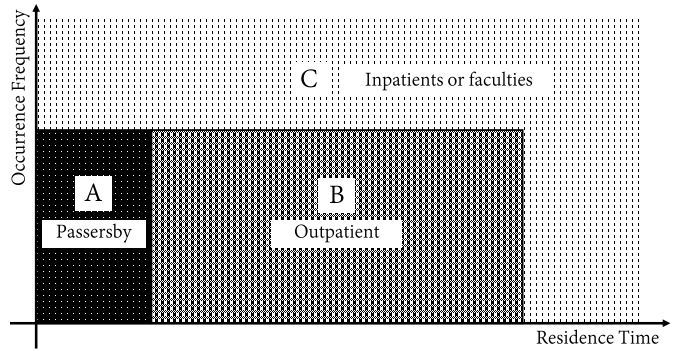 Occurrence Frequency
C
Inpatients or faculties
A
Passersby
B
Outpatient
Residence Time